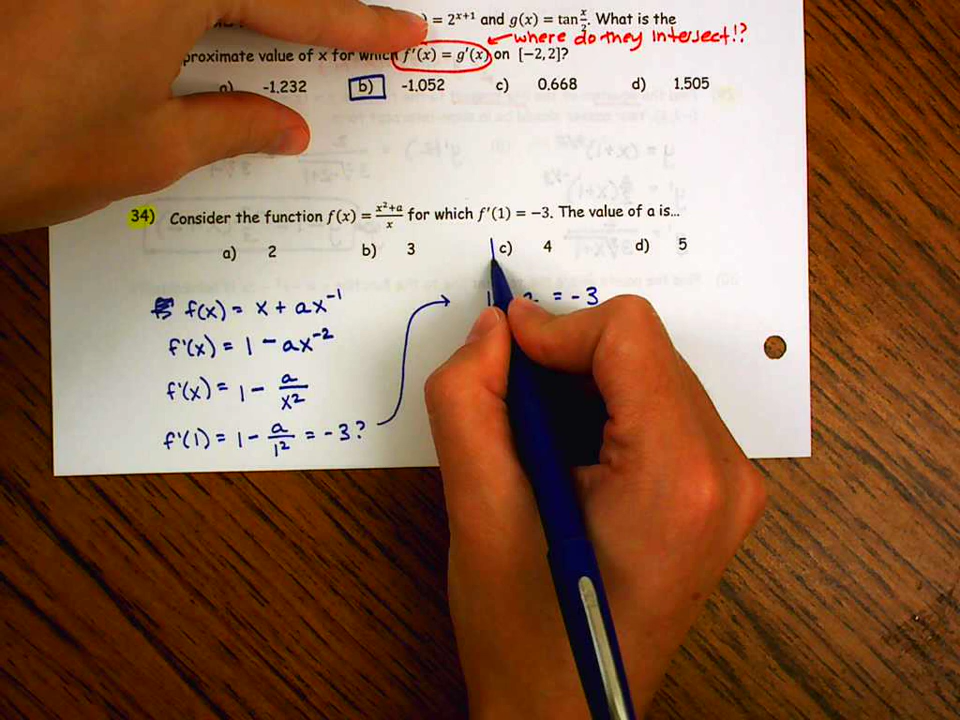 ) = 2^{x+1} and g(x) = tan x/2. What is the
where do they intersect!?
proximate value of x for which f'(x) = g'(x) on [-2,2]?
-1.232 b) -1.052 c) 0.668 d) 1.505
34) Consider the function f(x) = (x²+a)/x for which f'(1) = -3. The value of a is...
a) 2 b) 3 c) 4 d) 5
f(x) = x + ax⁻¹
f'(x) = 1 - ax⁻²
f'(x) = 1 - a/x²
f'(1) = 1 - a/1² = -3?
= -3